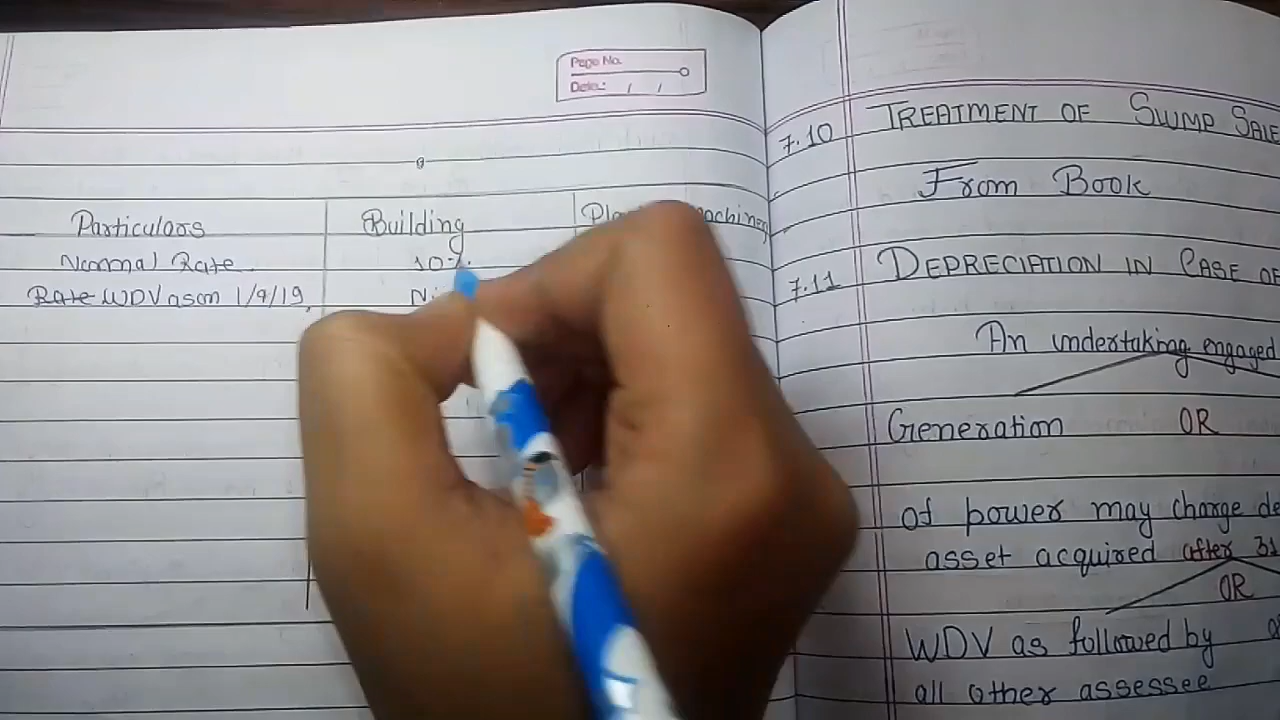 Page No.
Date: / /
Particulars Building
Normal Rate 10%
Rate WDV as on 1/4/19,
7.10 TREATMENT OF SLUMP SALE
From Book
7.11 DEPRECIATION IN CASE OF
An undertaking engaged
Generation OR
of power may charge de
asset acquired after 31
OR
WDV as followed by
all other assessee